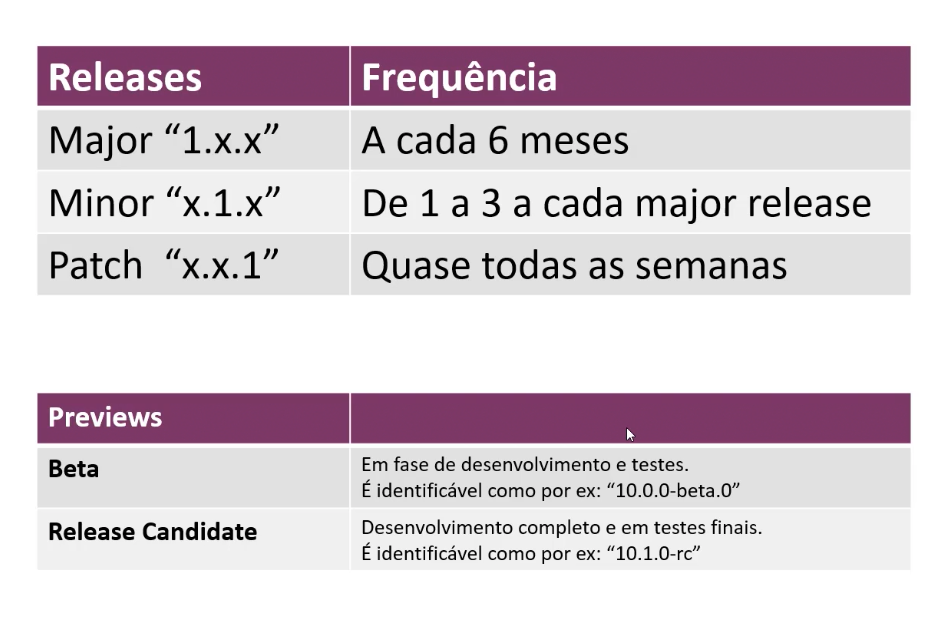 Releases Frequência
Major “1.x.x” A cada 6 meses
Minor “x.1.x” De 1 a 3 a cada major release
Patch “x.x.1” Quase todas as semanas
Previews
Beta
Em fase de desenvolvimento e testes.
É identificável como por ex: “10.0.0-beta.0”
Release Candidate
Desenvolvimento completo e em testes finais.
É identificável como por ex: “10.1.0-rc”